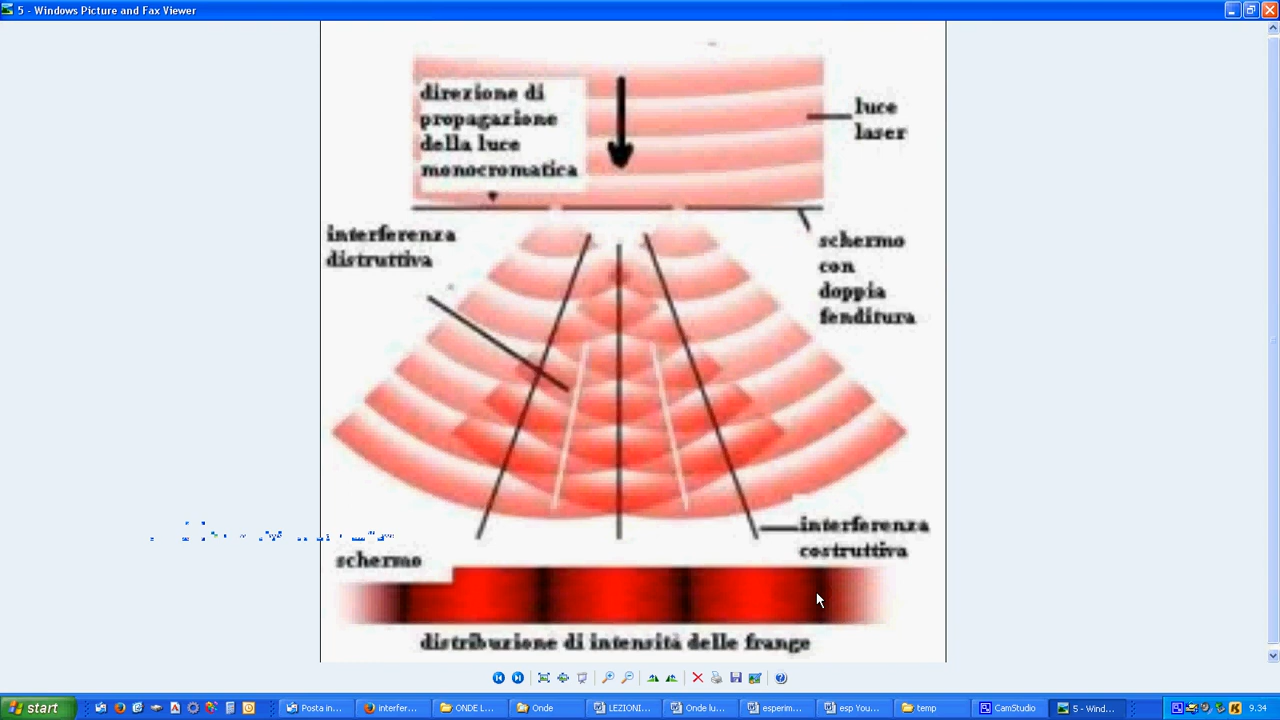 5 - Windows Picture and Fax Viewer
direzione di
propagazione
della luce
monocromatica
luce
laser
interferenza
distruttiva
schermo
con
doppia
fenditura
interferenza
costruttiva
schermo
distribuzione di intensità delle frange
start
Posta in...
interfer...
ONDE L...
Onde
LEZIONI...
Onde lu...
esperim...
esp You...
temp
CamStudio
5 - Wind...
9.34